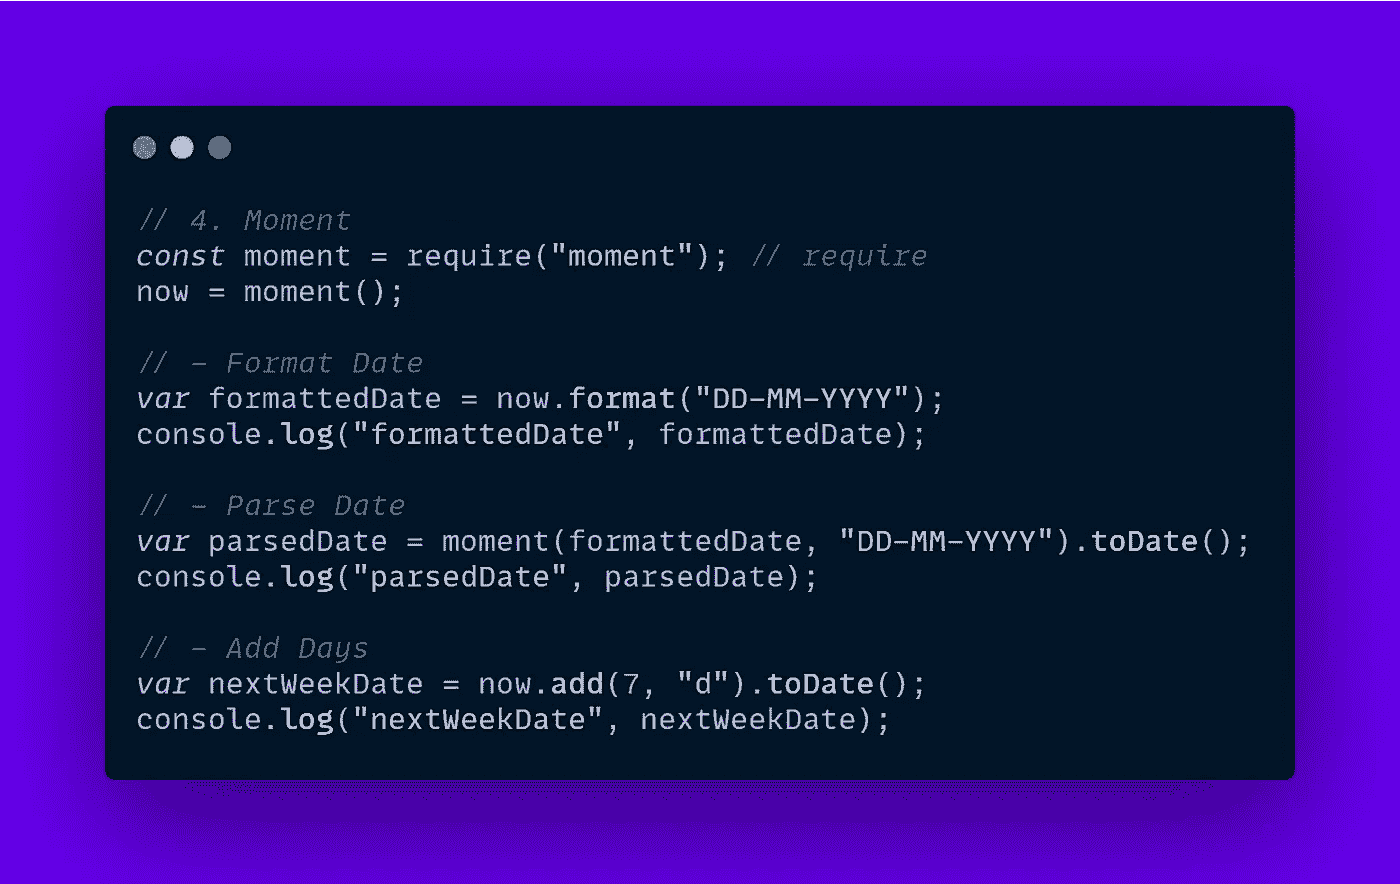 // 4. Moment
const moment = require("moment"); // require
now = moment();
// - Format Date
var formattedDate = now.format("DD-MM-YYYY");
console.log("formattedDate", formattedDate);
// - Parse Date
var parsedDate = moment(formattedDate, "DD-MM-YYYY").toDate();
console.log("parsedDate", parsedDate);
// - Add Days
var nextWeekDate = now.add(7, "d").toDate();
console.log("nextWeekDate", nextWeekDate);